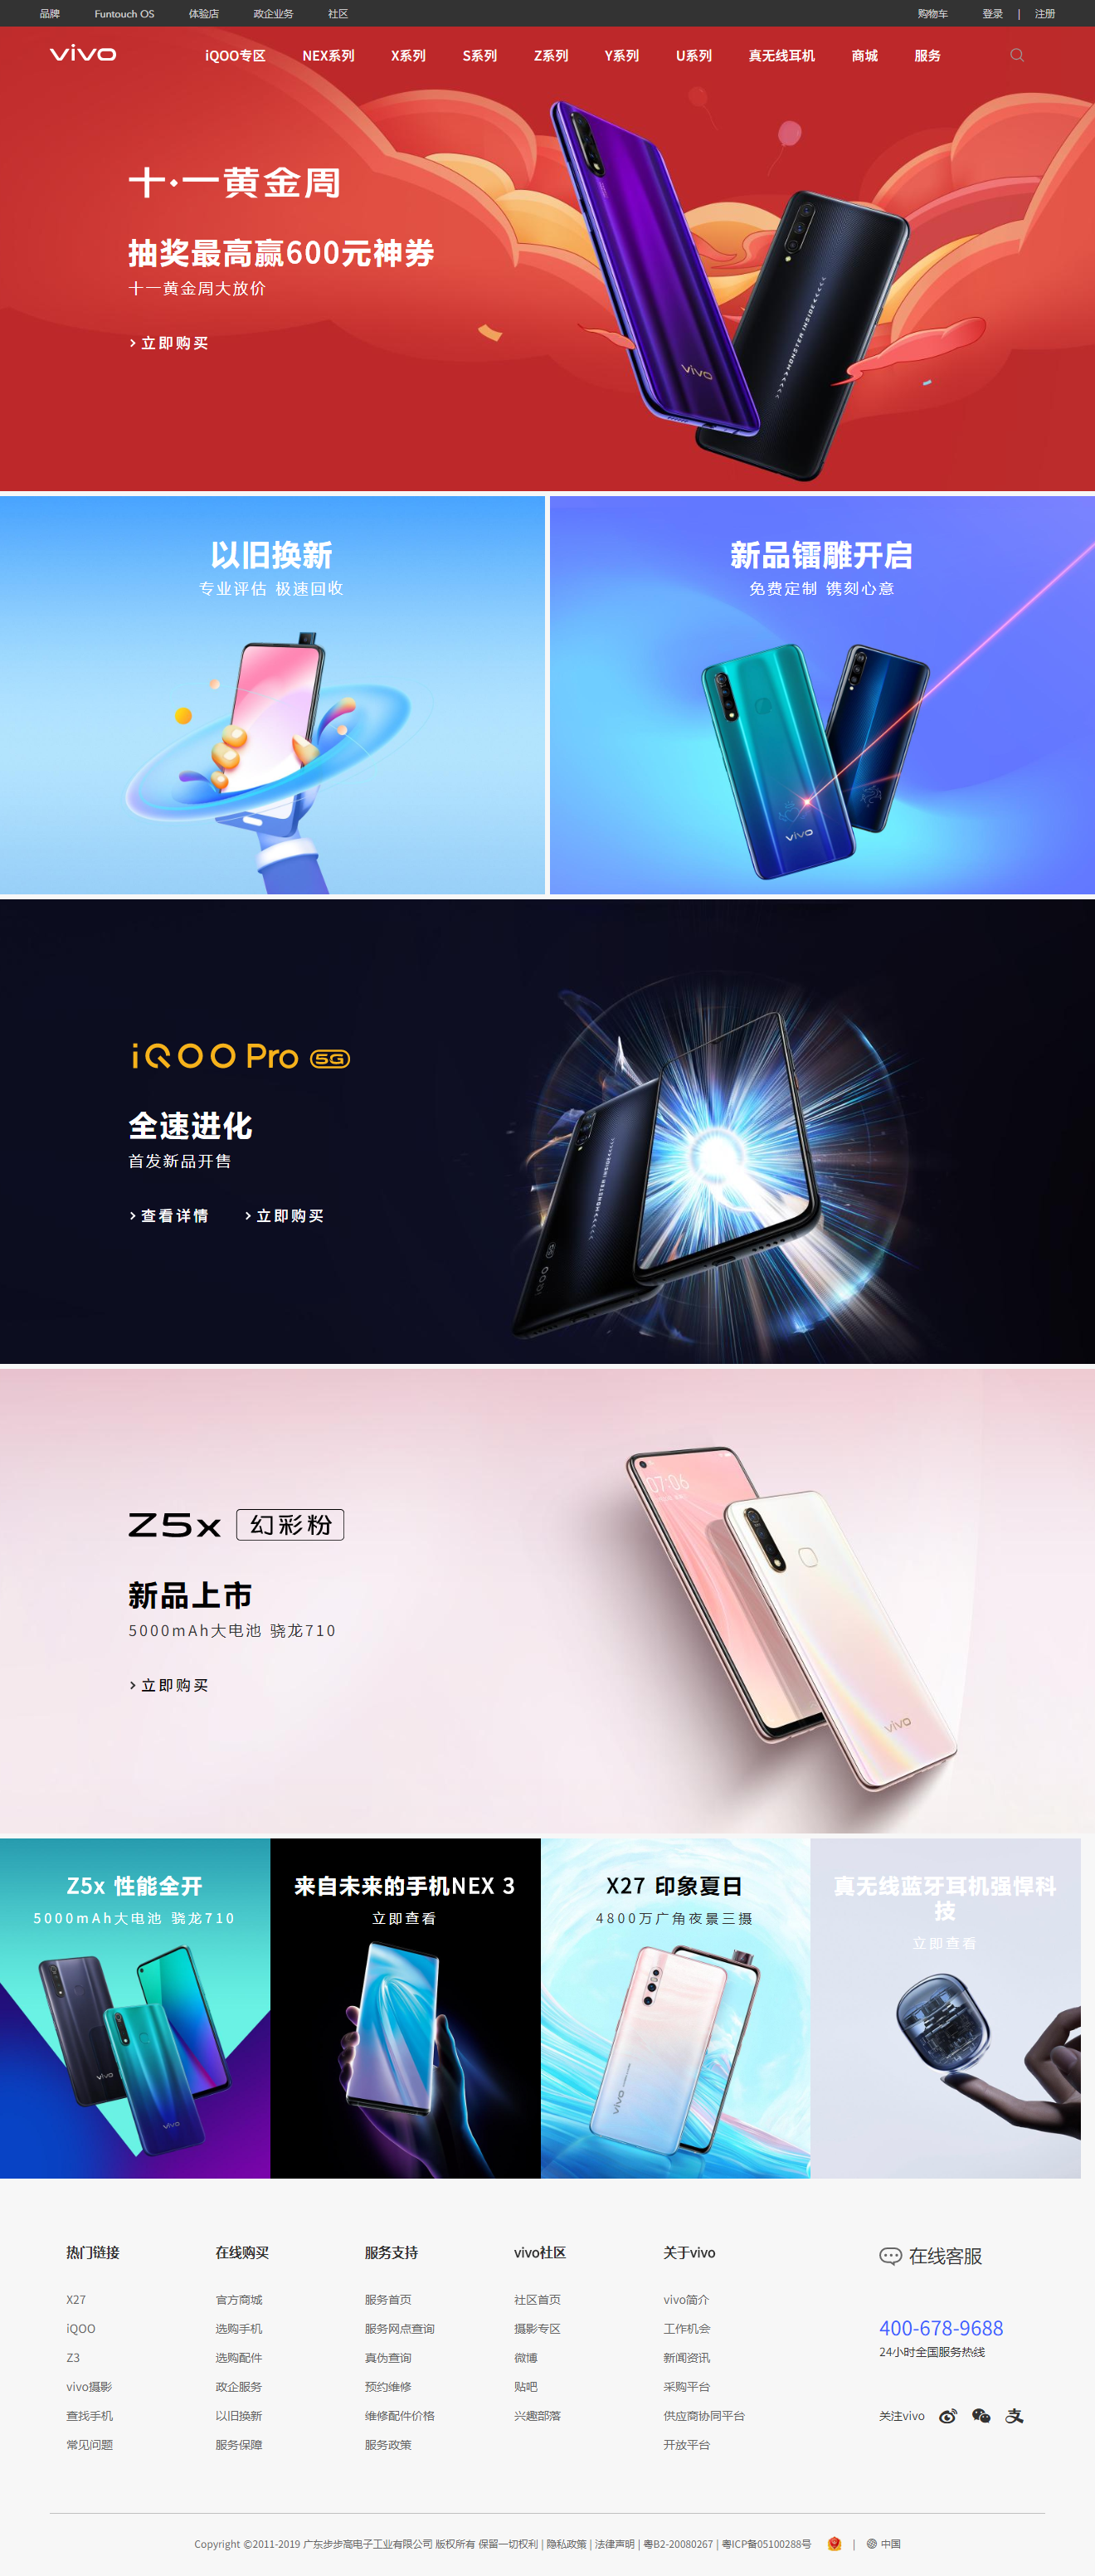 品牌 Funtouch OS 体验店 政企业务 社区 购物车 登录 | 注册
vivo iQOO专区 NEX系列 X系列 S系列 Z系列 Y系列 U系列 真无线耳机 商城 服务
十·一黄金周
抽奖最高赢600元神券
十一黄金周大放价
立即购买
vivo
>>>>>MONSTER INSIDE<<<<<
以旧换新
专业评估 极速回收
新品镭雕开启
免费定制 镌刻心意
vivo
iQOO Pro 5G
全速进化
首发新品开售
查看详情 立即购买
>>>>>MONSTER INSIDE<<<<<
iQOO 5G
Z5x 幻彩粉
新品上市
5000mAh大电池 骁龙710
立即购买
07:06
vivo
Z5x 性能全开
5000mAh大电池 骁龙710
vivo
vivo
来自未来的手机NEX 3
立即查看
X27 印象夏日
4800万广角夜景三摄
vivo
真无线蓝牙耳机强悍科
技
立即查看
热门链接
X27
iQOO
Z3
vivo摄影
查找手机
常见问题
在线购买
官方商城
选购手机
选购配件
政企服务
以旧换新
服务保障
服务支持
服务首页
服务网点查询
真伪查询
预约维修
维修配件价格
服务政策
vivo社区
社区首页
摄影专区
微博
贴吧
兴趣部落
关于vivo
vivo简介
工作机会
新闻资讯
采购平台
供应商协同平台
开放平台
在线客服
400-678-9688
24小时全国服务热线
关注vivo
Copyright ©2011-2019 广东步步高电子工业有限公司 版权所有 保留一切权利 | 隐私政策 | 法律声明 | 粤B2-20080267 | 粤ICP备05100288号 | 中国